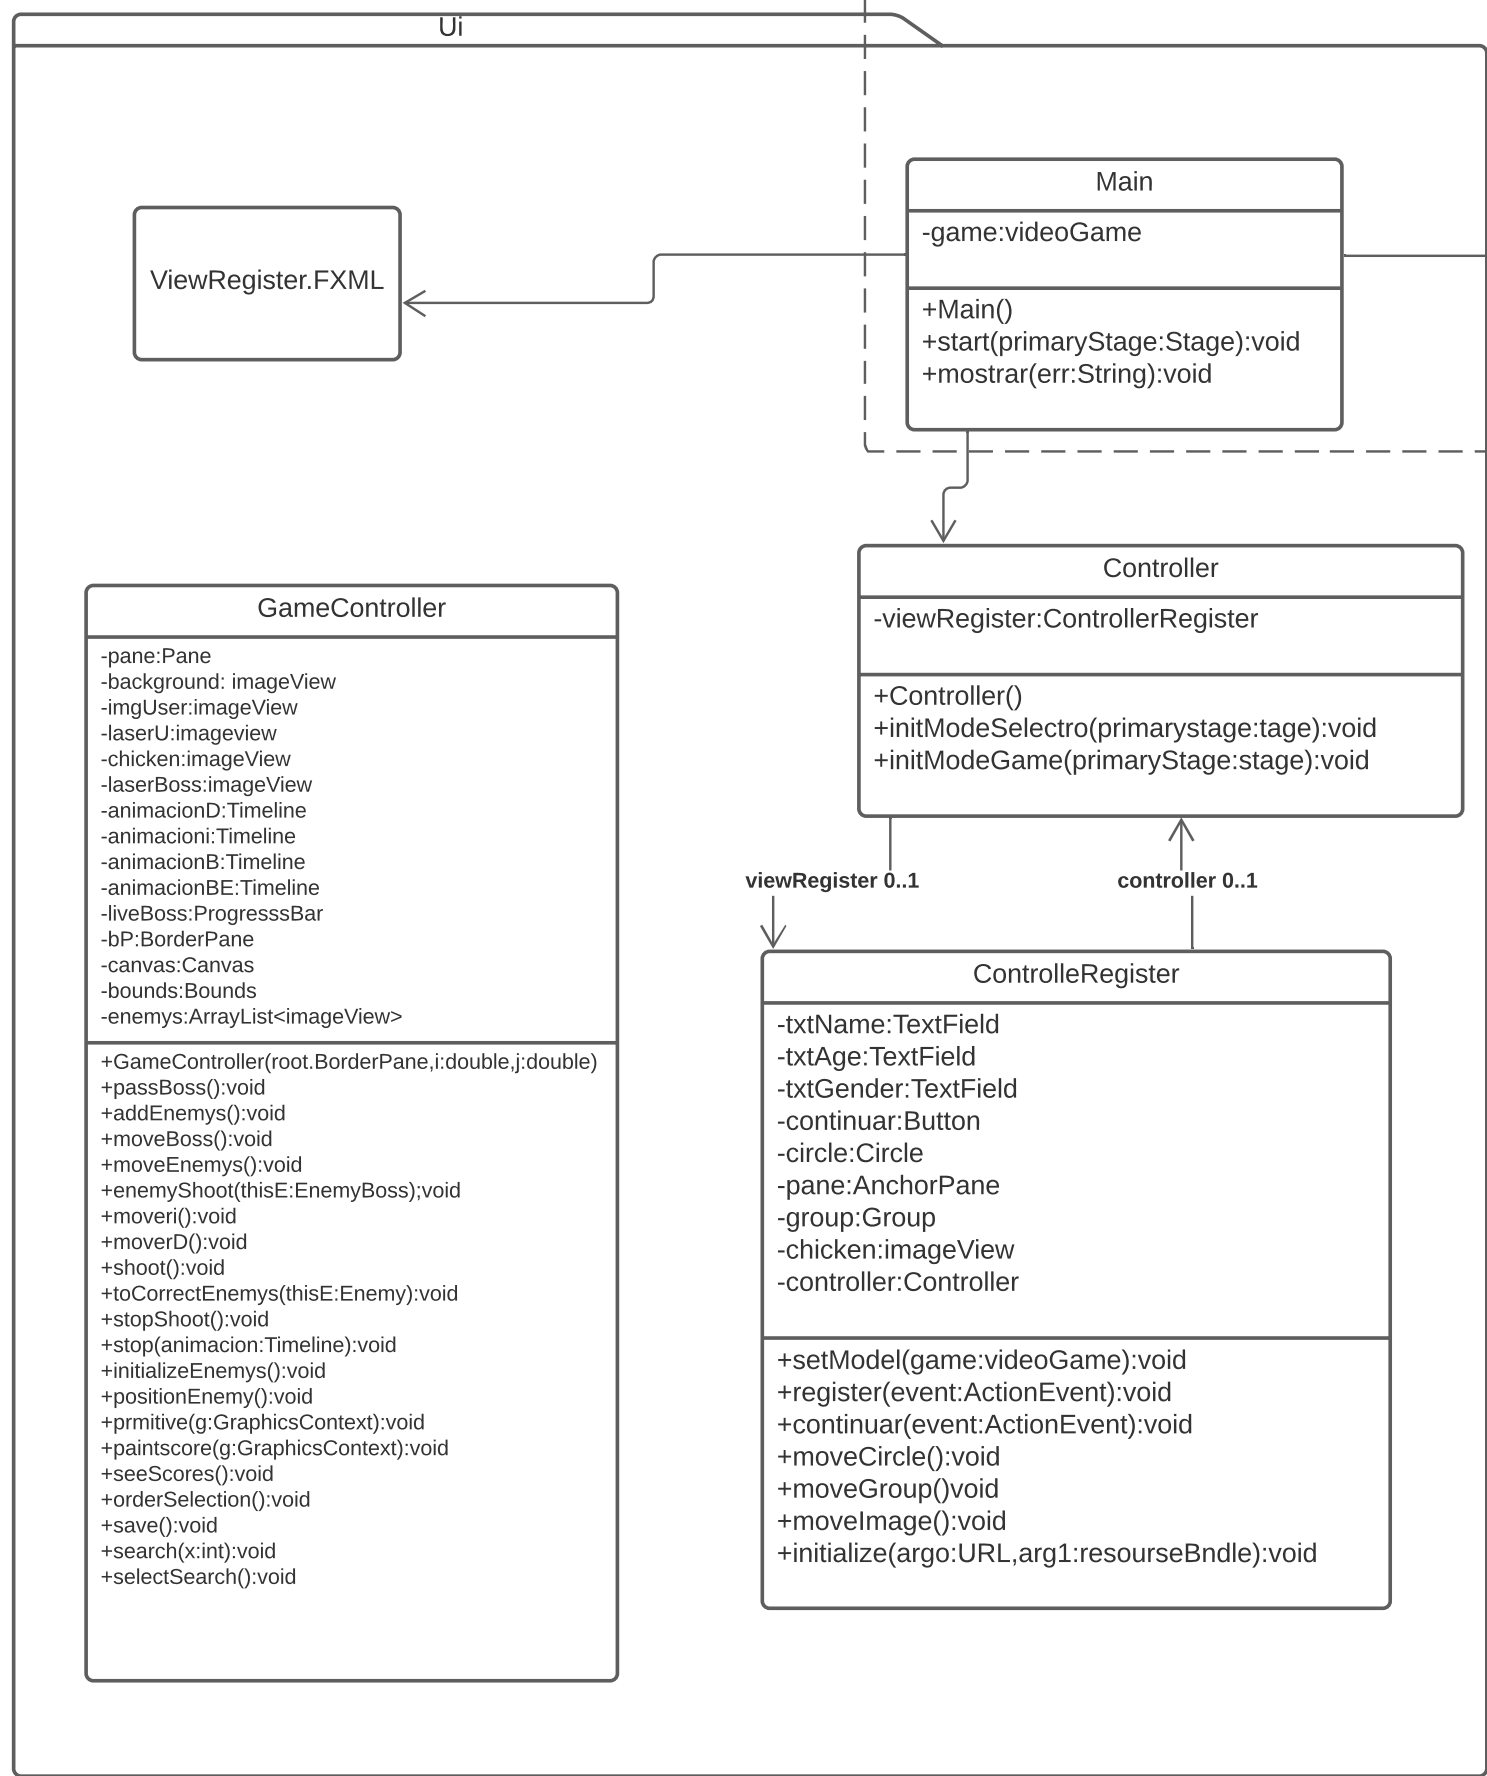 Ui
Main
-game:videoGame
+Main()
+start(primaryStage:Stage):void
+mostrar(err:String):void
ViewRegister.FXML
Controller
-viewRegister:ControllerRegister
+Controller()
+initModeSelectro(primarystage:tage):void
+initModeGame(primaryStage:stage):void
GameController
-pane:Pane
-background: imageView
-imgUser:imageView
-laserU:imageview
-chicken:imageView
-laserBoss:imageView
-animacionD:Timeline
-animacioni:Timeline
-animacionB:Timeline
-animacionBE:Timeline
-liveBoss:ProgresssBar
-bP:BorderPane
-canvas:Canvas
-bounds:Bounds
-enemys:ArrayList<imageView>
+GameController(root.BorderPane,i:double,j:double)
+passBoss():void
+addEnemys():void
+moveBoss():void
+moveEnemys():void
+enemyShoot(thisE:EnemyBoss);void
+moveri():void
+moverD():void
+shoot():void
+toCorrectEnemys(thisE:Enemy):void
+stopShoot():void
+stop(animacion:Timeline):void
+initializeEnemys():void
+positionEnemy():void
+prmitive(g:GraphicsContext):void
+paintscore(g:GraphicsContext):void
+seeScores():void
+orderSelection():void
+save():void
+search(x:int):void
+selectSearch():void
viewRegister 0..1
controller 0..1
ControlleRegister
-txtName:TextField
-txtAge:TextField
-txtGender:TextField
-continuar:Button
-circle:Circle
-pane:AnchorPane
-group:Group
-chicken:imageView
-controller:Controller
+setModel(game:videoGame):void
+register(event:ActionEvent):void
+continuar(event:ActionEvent):void
+moveCircle():void
+moveGroup()void
+moveImage():void
+initialize(argo:URL,arg1:resourseBndle):void